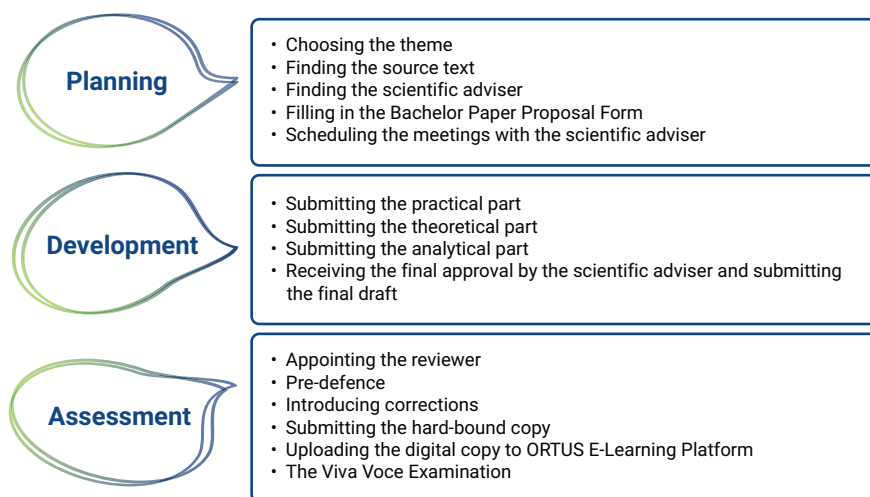 Planning
• Choosing the theme
• Finding the source text
• Finding the scientific adviser
• Filling in the Bachelor Paper Proposal Form
• Scheduling the meetings with the scientific adviser
Development
• Submitting the practical part
• Submitting the theoretical part
• Submitting the analytical part
• Receiving the final approval by the scientific adviser and submitting
the final draft
Assessment
• Appointing the reviewer
• Pre-defence
• Introducing corrections
• Submitting the hard-bound copy
• Uploading the digital copy to ORTUS E-Learning Platform
• The Viva Voce Examination